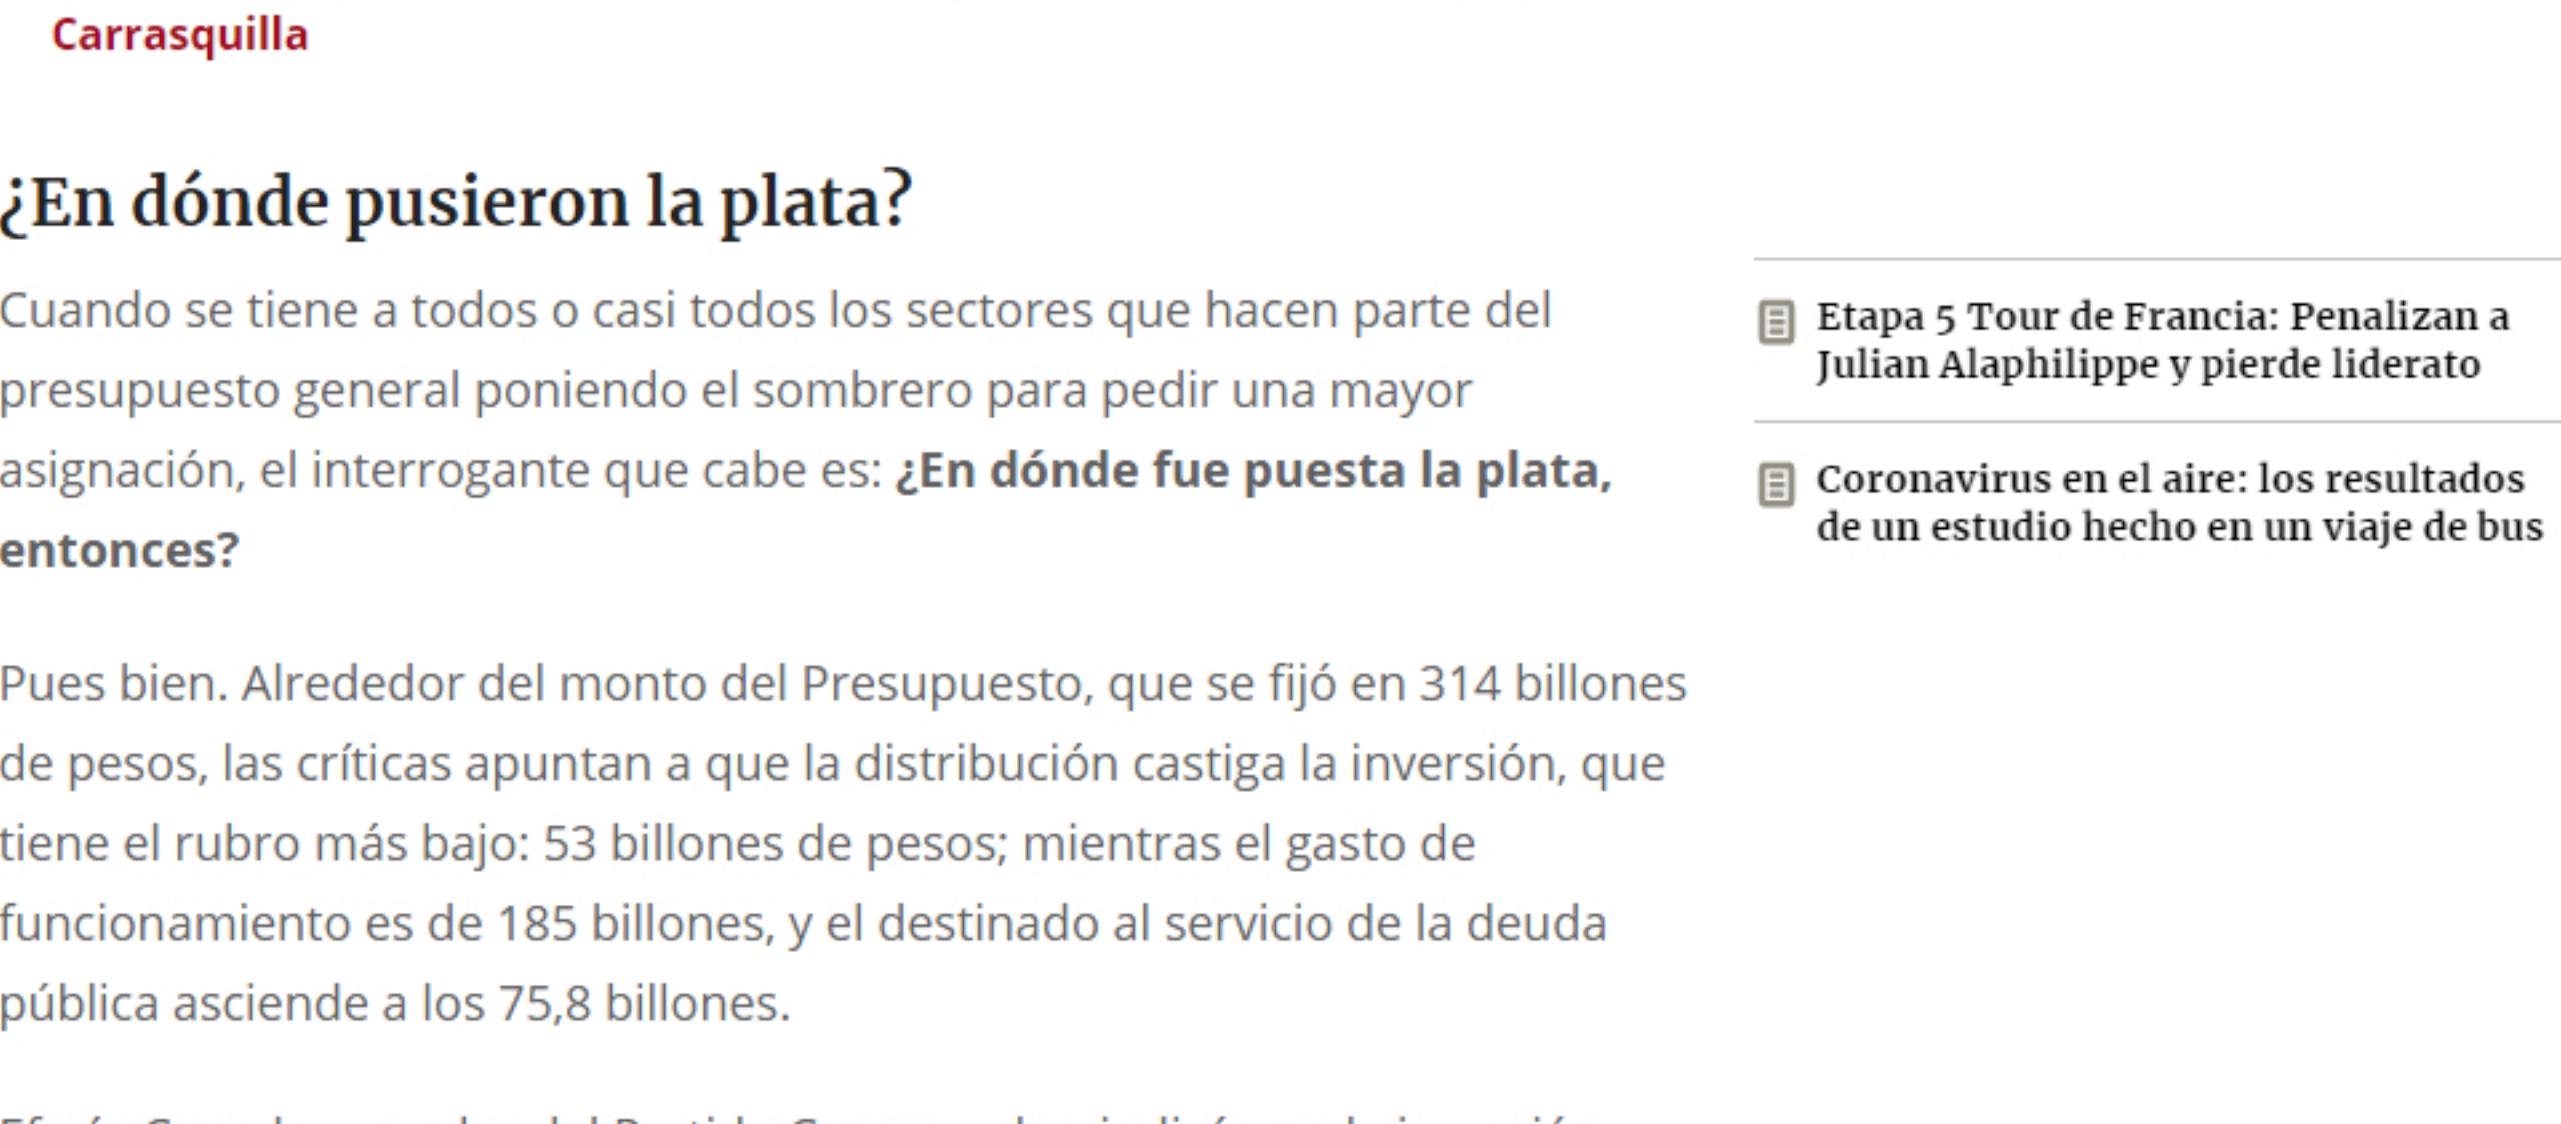 Carrasquilla
¿En dónde pusieron la plata?
Cuando se tiene a todos o casi todos los sectores que hacen parte del
presupuesto general poniendo el sombrero para pedir una mayor
asignación, el interrogante que cabe es: ¿En dónde fue puesta la plata,
entonces?
Pues bien. Alrededor del monto del Presupuesto, que se fijó en 314 billones
de pesos, las críticas apuntan a que la distribución castiga la inversión, que
tiene el rubro más bajo: 53 billones de pesos; mientras el gasto de
funcionamiento es de 185 billones, y el destinado al servicio de la deuda
pública asciende a los 75,8 billones.
Etapa 5 Tour de Francia: Penalizan a
Julian Alaphilippe y pierde liderato
Coronavirus en el aire: los resultados
de un estudio hecho en un viaje de bus